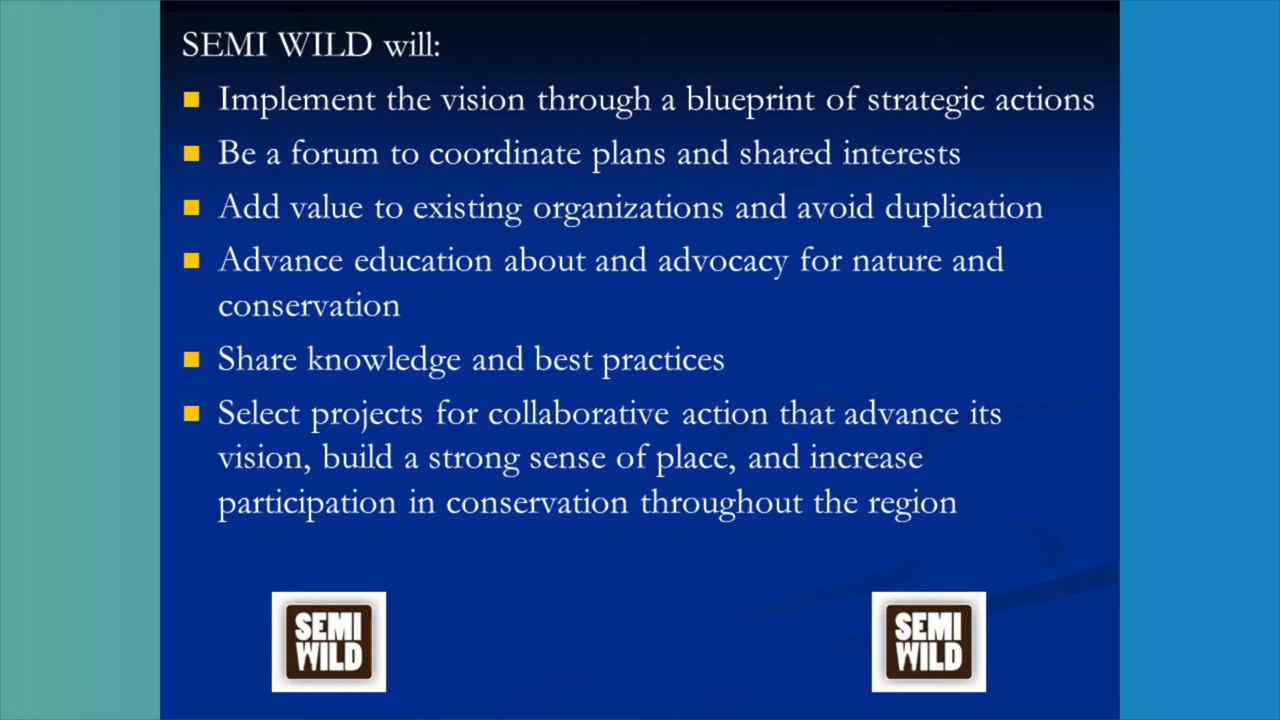 SEMI WILD will:
Implement the vision through a blueprint of strategic actions
Be a forum to coordinate plans and shared interests
Add value to existing organizations and avoid duplication
Advance education about and advocacy for nature and
conservation
Share knowledge and best practices
Select projects for collaborative action that advance its
vision, build a strong sense of place, and increase
participation in conservation throughout the region
SEMI
WILD
SEMI
WILD